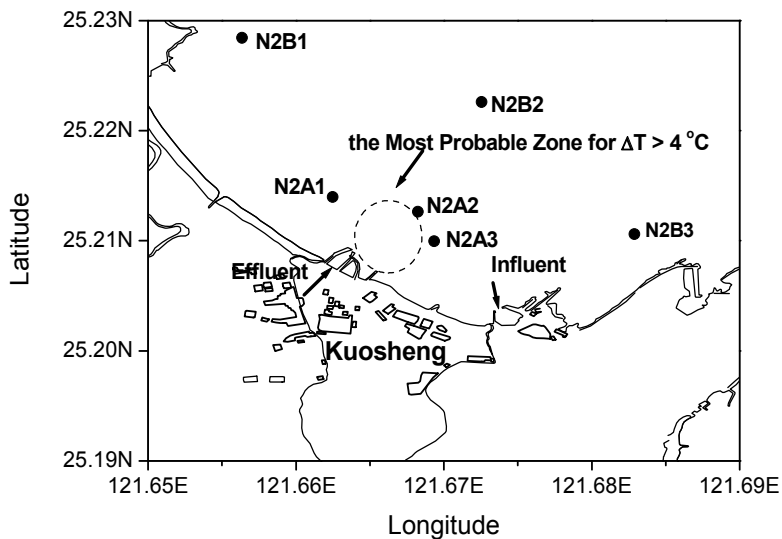 25.23N
N2B1
N2B2
25.22N
the Most Probable Zone for ΔT > 4 °C
N2A1
N2A2
25.21N
N2A3
N2B3
Effluent
Influent
25.20N
Kuosheng
25.19N
121.65E 121.66E 121.67E 121.68E 121.69E
Longitude
Latitude